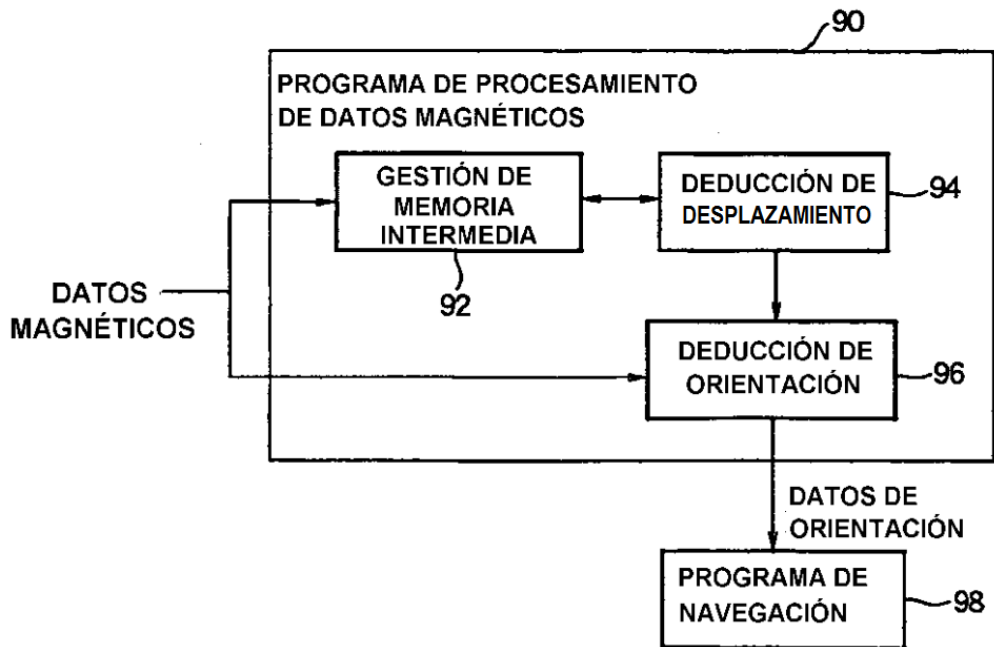 90
PROGRAMA DE PROCESAMIENTO
DE DATOS MAGNÉTICOS
GESTIÓN DE
MEMORIA
INTERMEDIA
92
DEDUCCIÓN DE
DESPLAZAMIENTO
94
DATOS
MAGNÉTICOS
DEDUCCIÓN DE
ORIENTACIÓN
96
DATOS DE
ORIENTACIÓN
PROGRAMA DE
NAVEGACIÓN
98